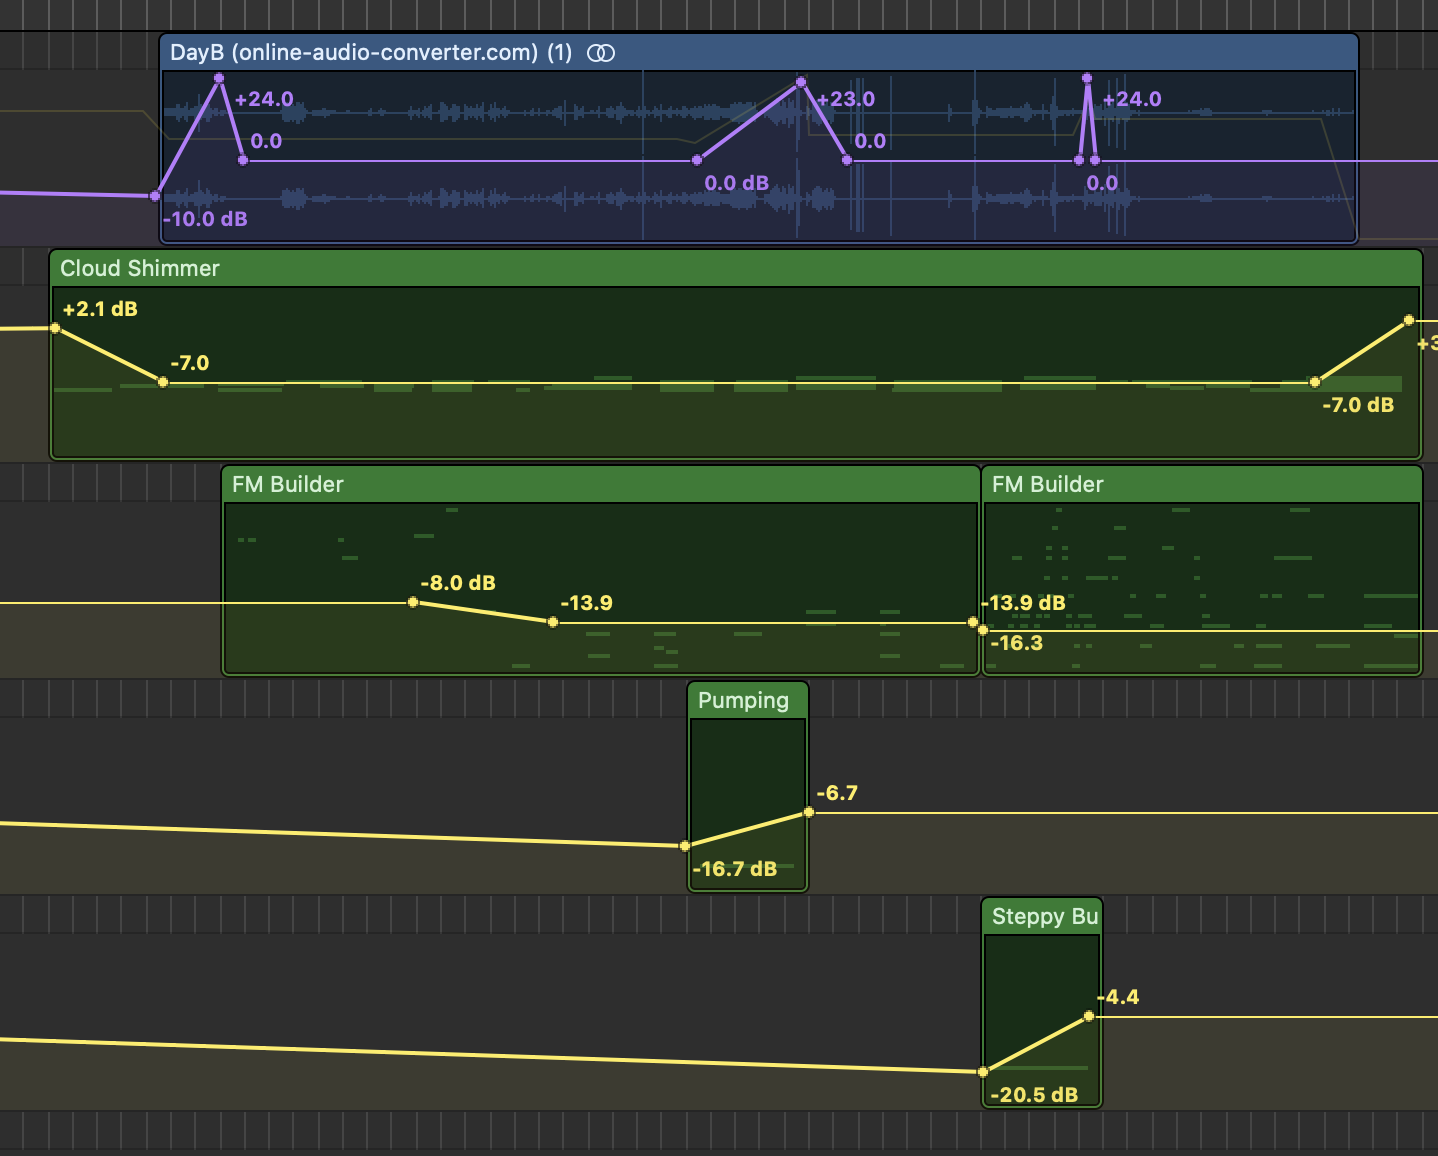 DayB (online-audio-converter.com) (1)
+24.0
+23.0
+24.0
0.0
0.0
0.0 dB
0.0
-10.0 dB
Cloud Shimmer
+2.1 dB
+3
-7.0
-7.0 dB
FM Builder
FM Builder
-8.0 dB
-13.9
-13.9 dB
-16.3
Pumping
-6.7
-16.7 dB
Steppy Bu
-4.4
-20.5 dB